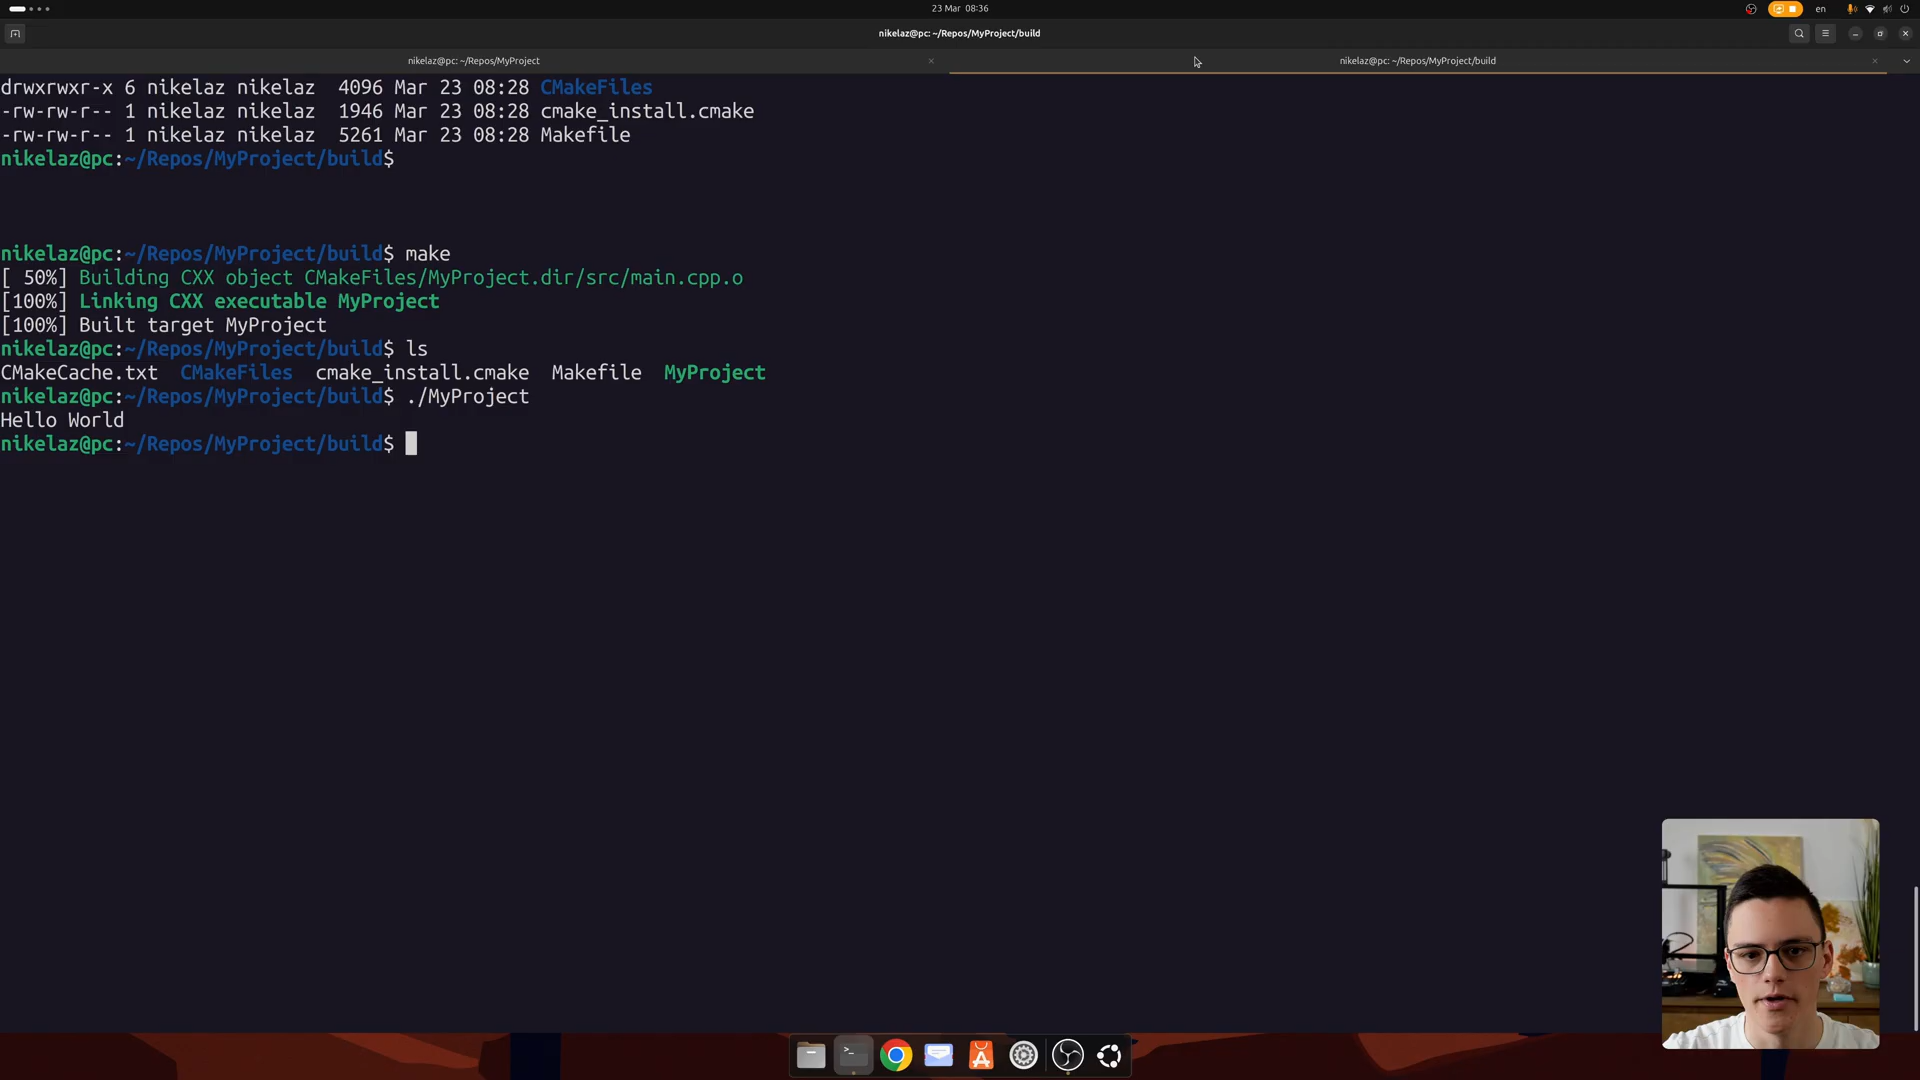 23 Mar 08:36
en
nikelaz@pc: ~/Repos/MyProject/build
nikelaz@pc: ~/Repos/MyProject
nikelaz@pc: ~/Repos/MyProject/build
drwxrwxr-x 6 nikelaz nikelaz  4096 Mar 23 08:28 CMakeFiles
-rw-rw-r-- 1 nikelaz nikelaz  1946 Mar 23 08:28 cmake_install.cmake
-rw-rw-r-- 1 nikelaz nikelaz  5261 Mar 23 08:28 Makefile
nikelaz@pc:~/Repos/MyProject/build$
nikelaz@pc:~/Repos/MyProject/build$ make
[ 50%] Building CXX object CMakeFiles/MyProject.dir/src/main.cpp.o
[100%] Linking CXX executable MyProject
[100%] Built target MyProject
nikelaz@pc:~/Repos/MyProject/build$ ls
CMakeCache.txt  CMakeFiles  cmake_install.cmake  Makefile  MyProject
nikelaz@pc:~/Repos/MyProject/build$ ./MyProject
Hello World
nikelaz@pc:~/Repos/MyProject/build$